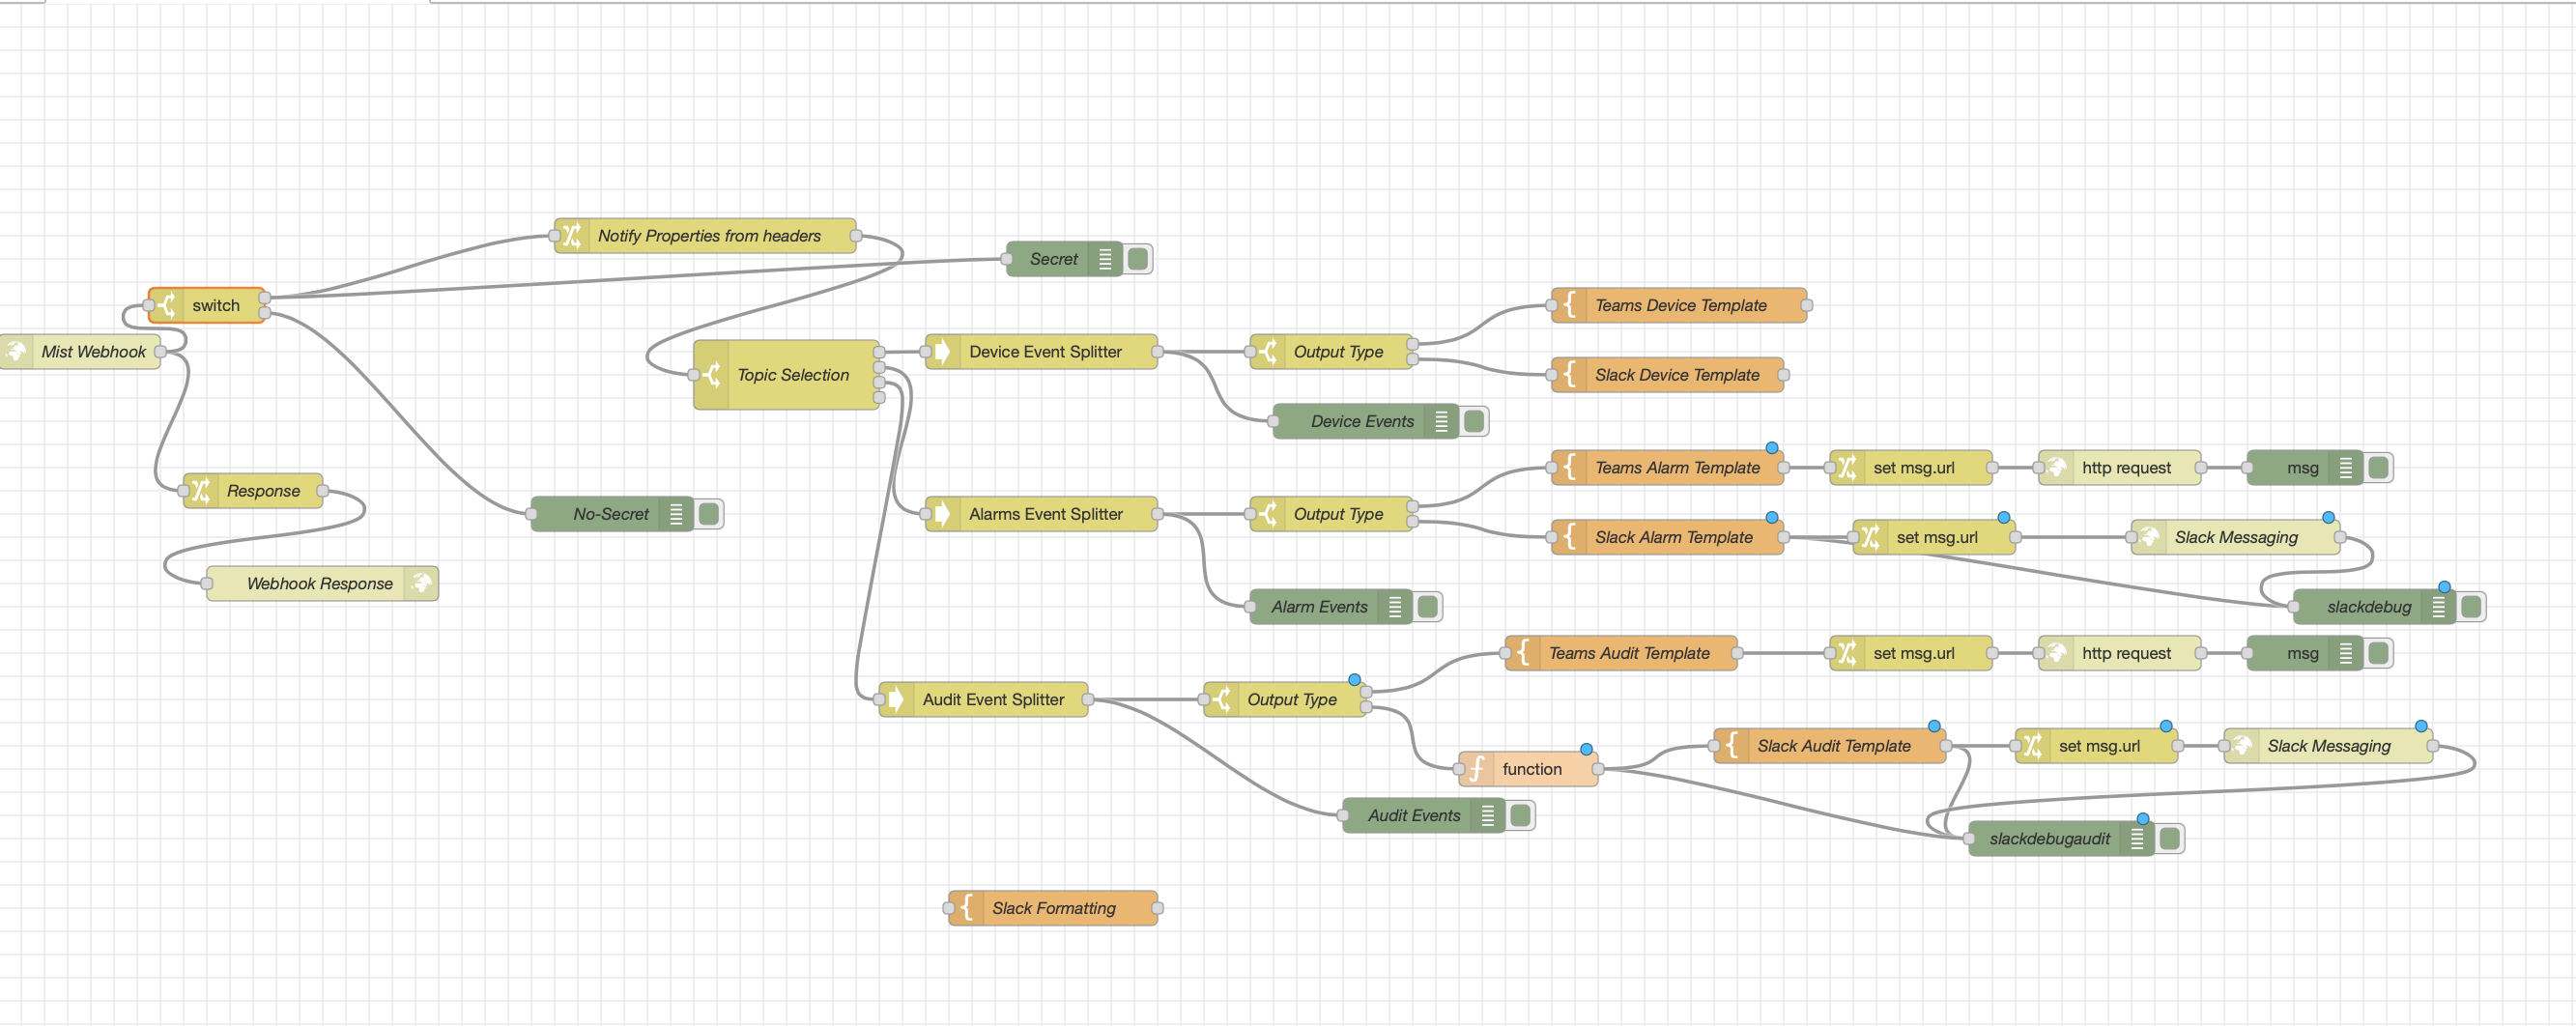 Notify Properties from headers
Secret
switch
Teams Device Template
Mist Webhook
Device Event Splitter
Output Type
Topic Selection
Slack Device Template
Device Events
Teams Alarm Template
set msg.url
http request
msg
Response
No-Secret
Alarms Event Splitter
Output Type
Slack Alarm Template
set msg.url
Slack Messaging
Webhook Response
Alarm Events
slackdebug
Teams Audit Template
set msg.url
http request
msg
Audit Event Splitter
Output Type
Slack Audit Template
set msg.url
Slack Messaging
function
Audit Events
slackdebugaudit
Slack Formatting